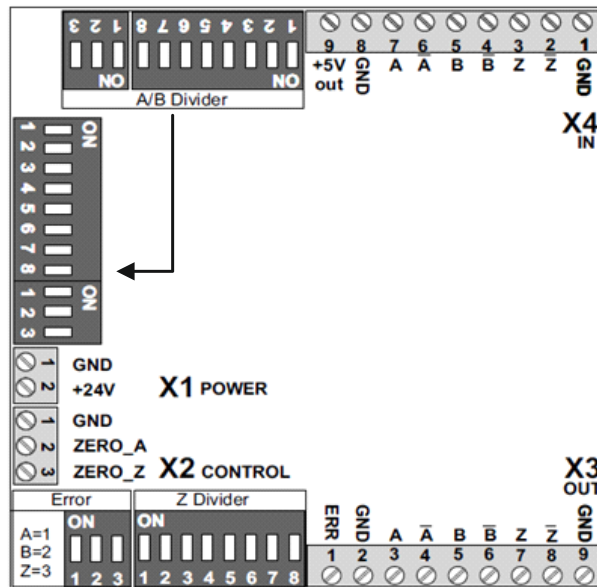 3 2 1 8 7 6 5 4 3 2 1
ON ON
A/B Divider
9 8 7 6 5 4 3 2 1
+5V out GND A A̅ B B̅ Z Z̅ GND
X4
IN
1 ON
2
3
4
5
6
7
8
1 ON
2
3
1 GND
2 +24V
X1 POWER
1 GND
2 ZERO_A
3 ZERO_Z
X2 CONTROL
X3
OUT
Error
A=1
B=2
Z=3
ON
1 2 3
Z Divider
ON
1 2 3 4 5 6 7 8
ERR GND A A̅ B B̅ Z Z̅ GND
1 2 3 4 5 6 7 8 9